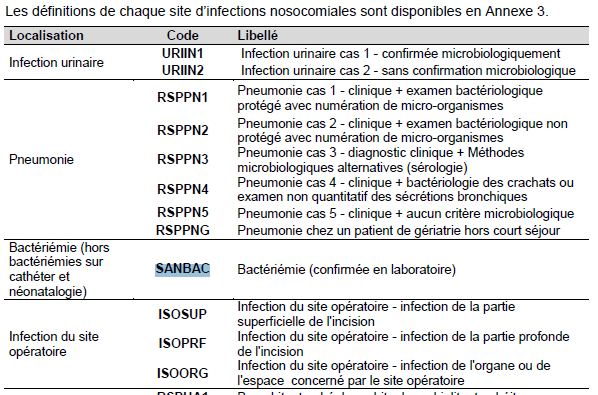 Les définitions de chaque site d'infections nosocomiales sont disponibles en Annexe 3.
Localisation Code Libellé
Infection urinaire
URIIN1 Infection urinaire cas 1 - confirmée microbiologiquement
URIIN2 Infection urinaire cas 2 - sans confirmation microbiologique
Pneumonie
RSPPN1 Pneumonie cas 1 - clinique + examen bactériologique
protégé avec numération de micro-organismes
RSPPN2 Pneumonie cas 2 - clinique + examen bactériologique non
protégé avec numération de micro-organismes
RSPPN3 Pneumonie cas 3 - diagnostic clinique + Méthodes
microbiologiques alternatives (sérologie)
RSPPN4 Pneumonie cas 4 - clinique + bactériologie des crachats ou
examen non quantitatif des sécrétions bronchiques
RSPPN5 Pneumonie cas 5 - clinique + aucun critère microbiologique
RSPPNG Pneumonie chez un patient de gériatrie hors court séjour
Bactériémie (hors
bactériémies sur
cathéter et
néonatalogie)
SANBAC Bactériémie (confirmée en laboratoire)
Infection du site
opératoire
ISOSUP Infection du site opératoire - infection de la partie
superficielle de l'incision
ISOPRF Infection du site opératoire - infection de la partie profonde
de l'incision
ISOORG Infection du site opératoire - infection de l'organe ou de
l'espace concerné par le site opératoire